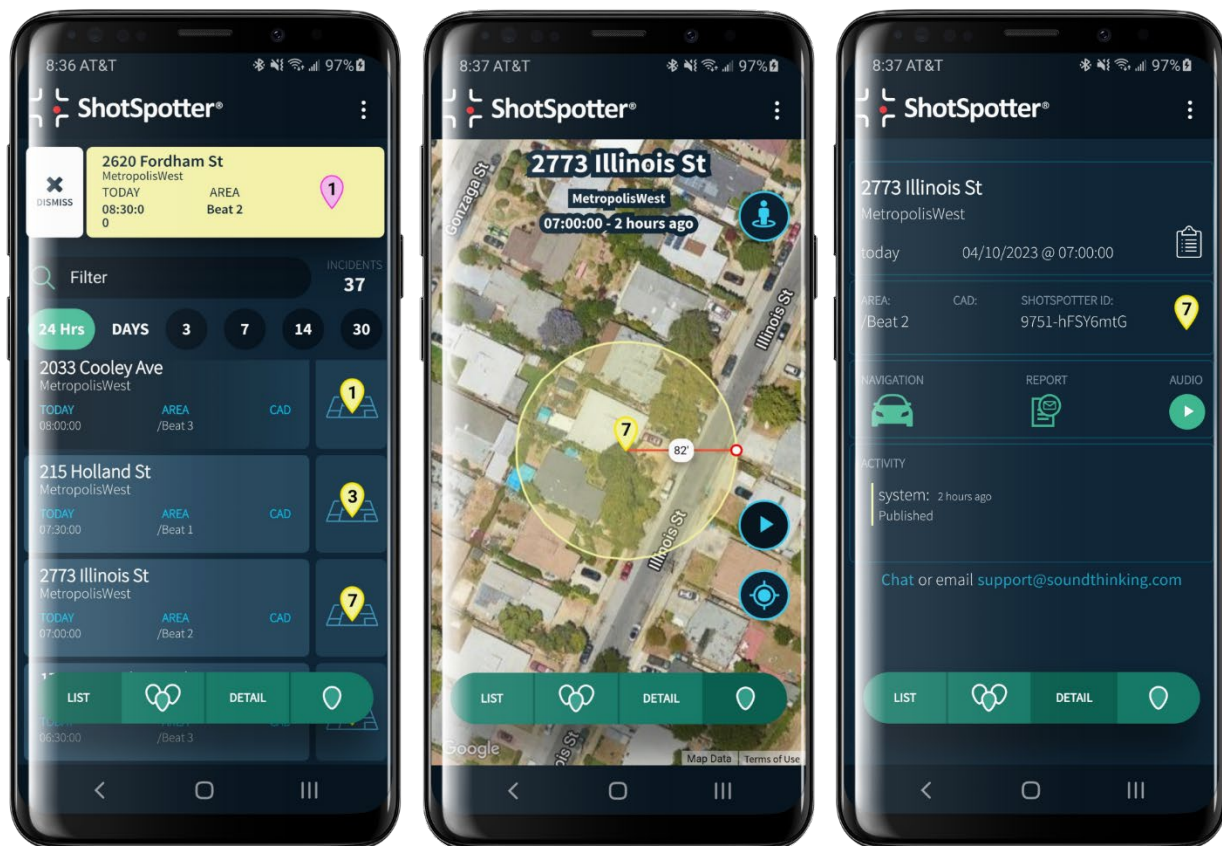 8:36 AT&T 97%
ShotSpotter®
2620 Fordham St
MetropolisWest
TODAY AREA
08:30:0 Beat 2
0
1
DISMISS
Filter
INCIDENTS
37
24 Hrs DAYS 3 7 14 30
2033 Cooley Ave
MetropolisWest
TODAY AREA CAD
08:00:00 /Beat 3
1
215 Holland St
MetropolisWest
TODAY AREA CAD
07:30:00 /Beat 1
3
2773 Illinois St
MetropolisWest
TODAY AREA CAD
07:00:00 /Beat 2
7
LIST DETAIL
06:30:00 /Beat 3
8:37 AT&T 97%
ShotSpotter®
2773 Illinois St
MetropolisWest
07:00:00 - 2 hours ago
Gonzaga St
Illinois St
7
82'
Illinois St
LIST DETAIL
Google
ois St
Map Data Terms of Use
8:37 AT&T 97%
ShotSpotter®
2773 Illinois St
MetropolisWest
today 04/10/2023 @ 07:00:00
AREA: CAD: SHOTSPOTTER ID:
/Beat 2 9751-hFSY6mtG
7
NAVIGATION REPORT AUDIO
ACTIVITY
system: 2 hours ago
Published
Chat or email support@soundthinking.com
LIST DETAIL